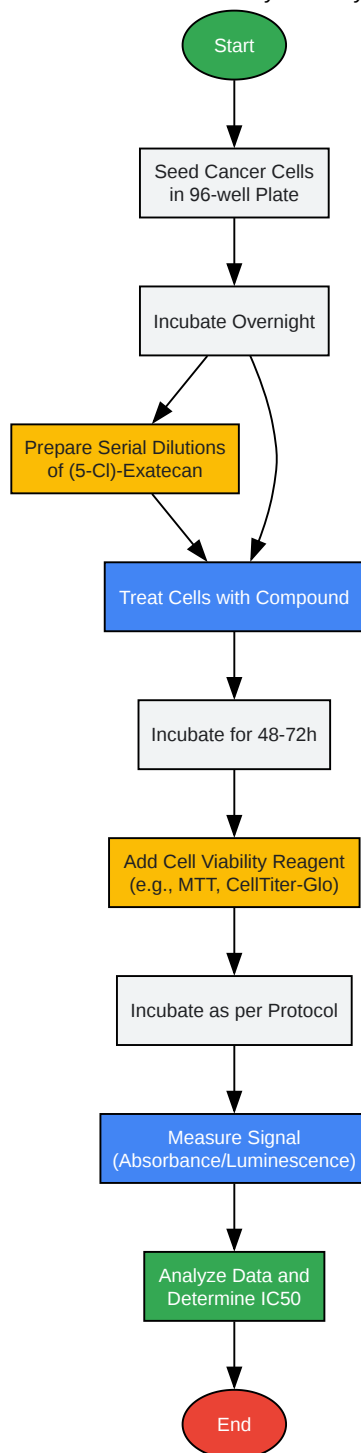 Start
Seed Cancer Cells
in 96-well Plate
Incubate Overnight
Prepare Serial Dilutions
of (5-Cl)-Exatecan
Treat Cells with Compound
Incubate for 48-72h
Add Cell Viability Reagent
(e.g., MTT, CellTiter-Glo)
Incubate as per Protocol
Measure Signal
(Absorbance/Luminescence)
Analyze Data and
Determine IC50
End